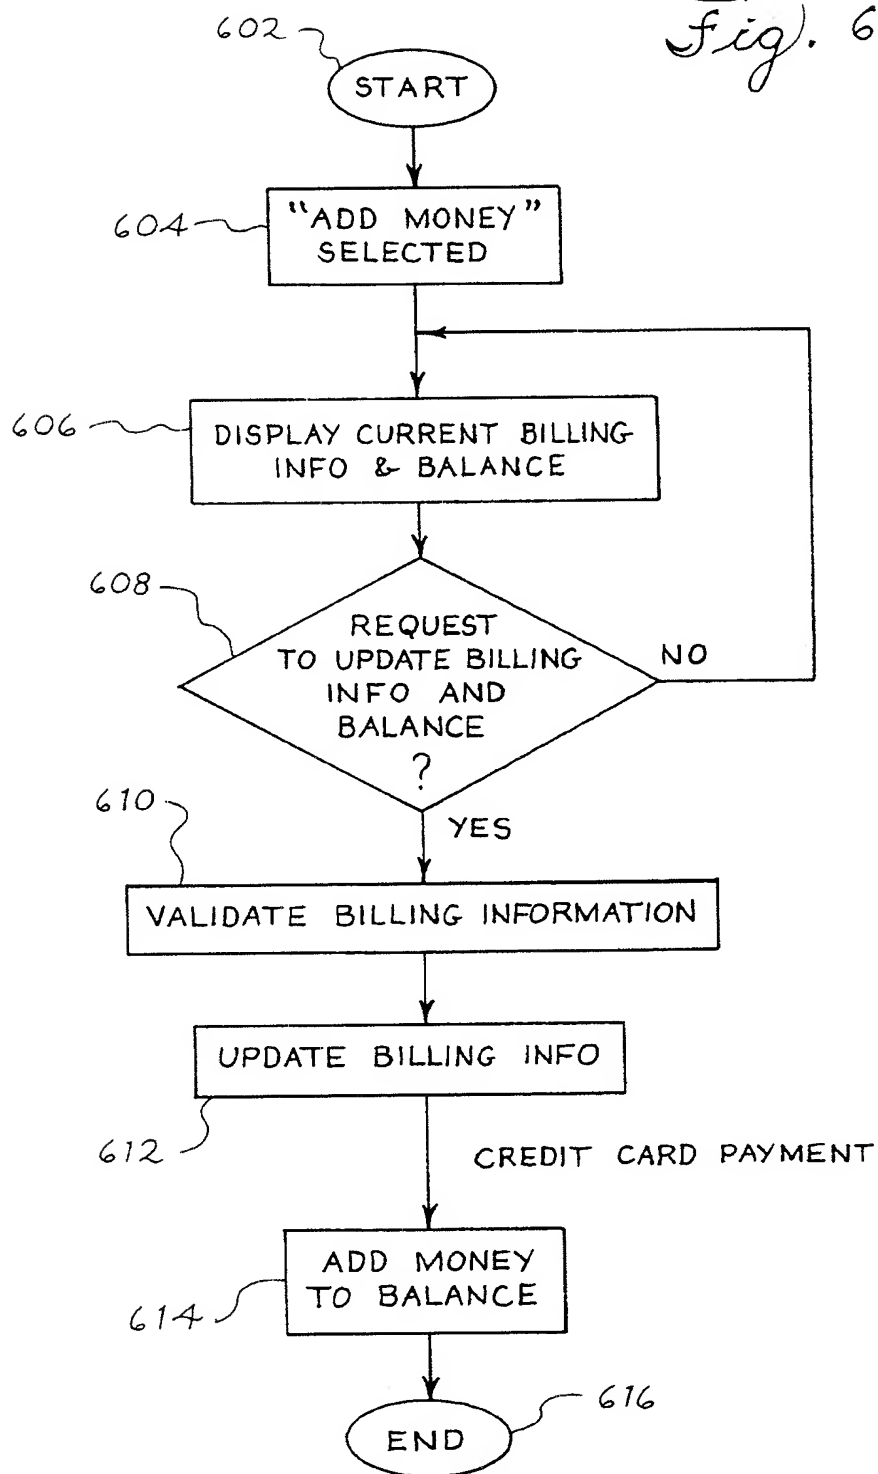 Fig. 6
602
START
604
"ADD MONEY"
SELECTED
606
DISPLAY CURRENT BILLING
INFO & BALANCE
608
REQUEST
TO UPDATE BILLING
INFO AND
BALANCE
?
NO
YES
610
VALIDATE BILLING INFORMATION
UPDATE BILLING INFO
612
CREDIT CARD PAYMENT
ADD MONEY
TO BALANCE
614
END
616